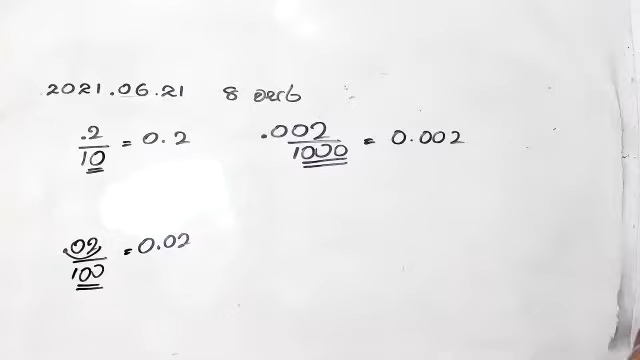 2021.06.21 8
.2/10 = 0.2
.002/1000 = 0.002
.02/100 = 0.02